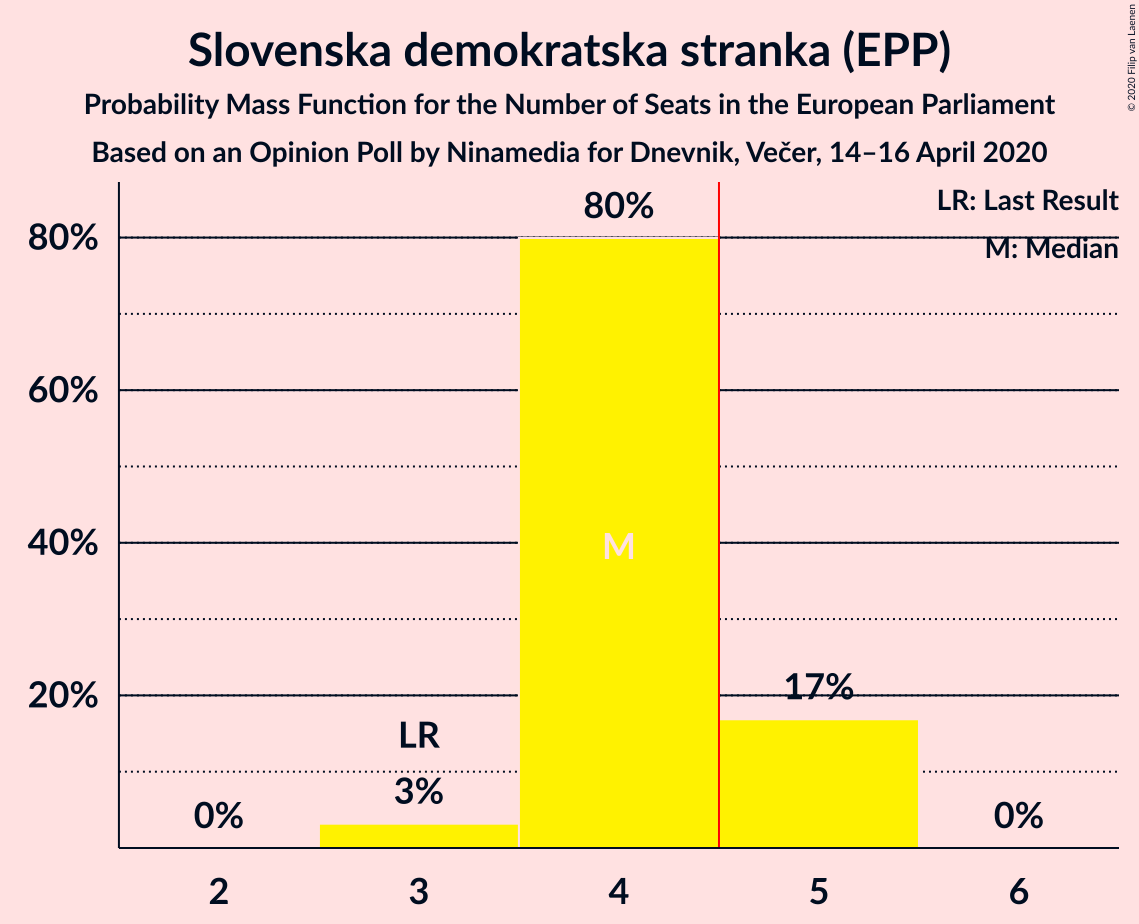 Slovenska demokratska stranka (EPP)
Probability Mass Function for the Number of Seats in the European Parliament
Based on an Opinion Poll by Ninamedia for Dnevnik, Večer, 14–16 April 2020
© 2020 Filip van Laenen
LR: Last Result
M: Median
80%
60%
40%
20%
0%
LR
3%
80%
M
17%
0%
2
3
4
5
6